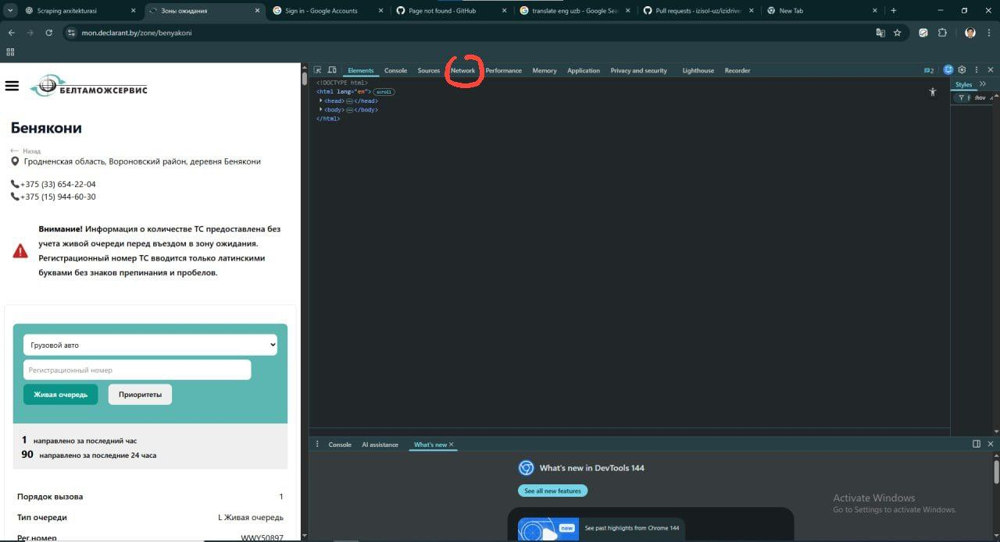 Scraping arxitekturasi
Зоны ожидания
Sign in - Google Accounts
Page not found · GitHub
translate eng uzb - Google Sea
Pull requests · izisol-uz/izidrive
New Tab
mon.declarant.by/zone/benyakoni
БЕЛТАМОЖСЕРВИС
Бенякони
Назад
Гродненская область, Вороновский район, деревня Бенякони
+375 (33) 654-22-04
+375 (15) 944-60-30
Внимание! Информация о количестве ТС предоставлена без
учета живой очереди перед въездом в зону ожидания.
Регистрационный номер ТС вводится только латинскими
буквами без знаков препинания и пробелов.
Грузовой авто
Регистрационный номер
Живая очередь
Приоритеты
1 направлено за последний час
90 направлено за последние 24 часа
Порядок вызова 1
Тип очереди L Живая очередь
Рег.номер WWY50897
Elements Console Sources Network Performance Memory Application Privacy and security Lighthouse Recorder
2
<!DOCTYPE html>
<html lang="en"> scroll
<head> ⋯ </head>
<body> ⋯ </body>
</html>
Styles
:hov
Console AI assistance What's new
What's new in DevTools 144
See all new features
new
See past highlights from Chrome 144
Activate Windows
Go to Settings to activate Windows.